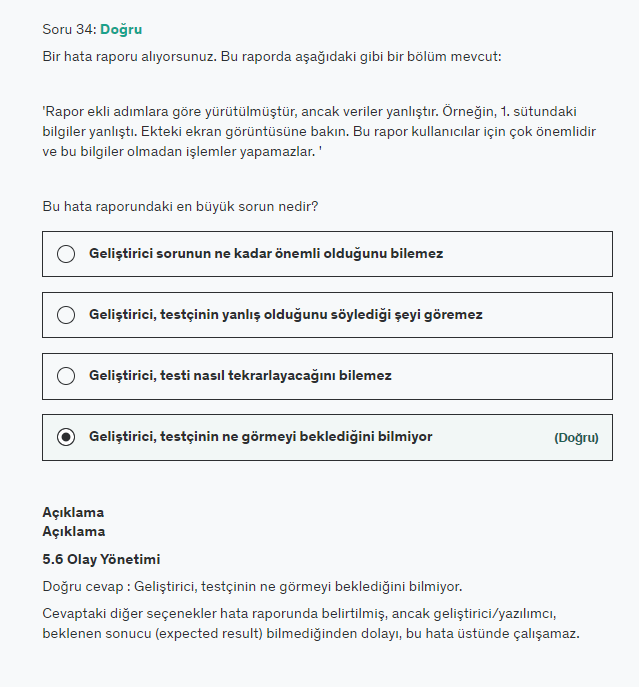 Soru 34: Doğru
Bir hata raporu alıyorsunuz. Bu raporda aşağıdaki gibi bir bölüm mevcut:
'Rapor ekli adımlara göre yürütülmüştür, ancak veriler yanlıştır. Örneğin, 1. sütundaki
bilgiler yanlıştı. Ekteki ekran görüntüsüne bakın. Bu rapor kullanıcılar için çok önemlidir
ve bu bilgiler olmadan işlemler yapamazlar. '
Bu hata raporundaki en büyük sorun nedir?
Geliştirici sorunun ne kadar önemli olduğunu bilemez
Geliştirici, testçinin yanlış olduğunu söylediği şeyi göremez
Geliştirici, testi nasıl tekrarlayacağını bilemez
Geliştirici, testçinin ne görmeyi beklediğini bilmiyor (Doğru)
Açıklama
Açıklama
5.6 Olay Yönetimi
Doğru cevap : Geliştirici, testçinin ne görmeyi beklediğini bilmiyor.
Cevaptaki diğer seçenekler hata raporunda belirtilmiş, ancak geliştirici/yazılımcı,
beklenen sonucu (expected result) bilmediğinden dolayı, bu hata üstünde çalışamaz.